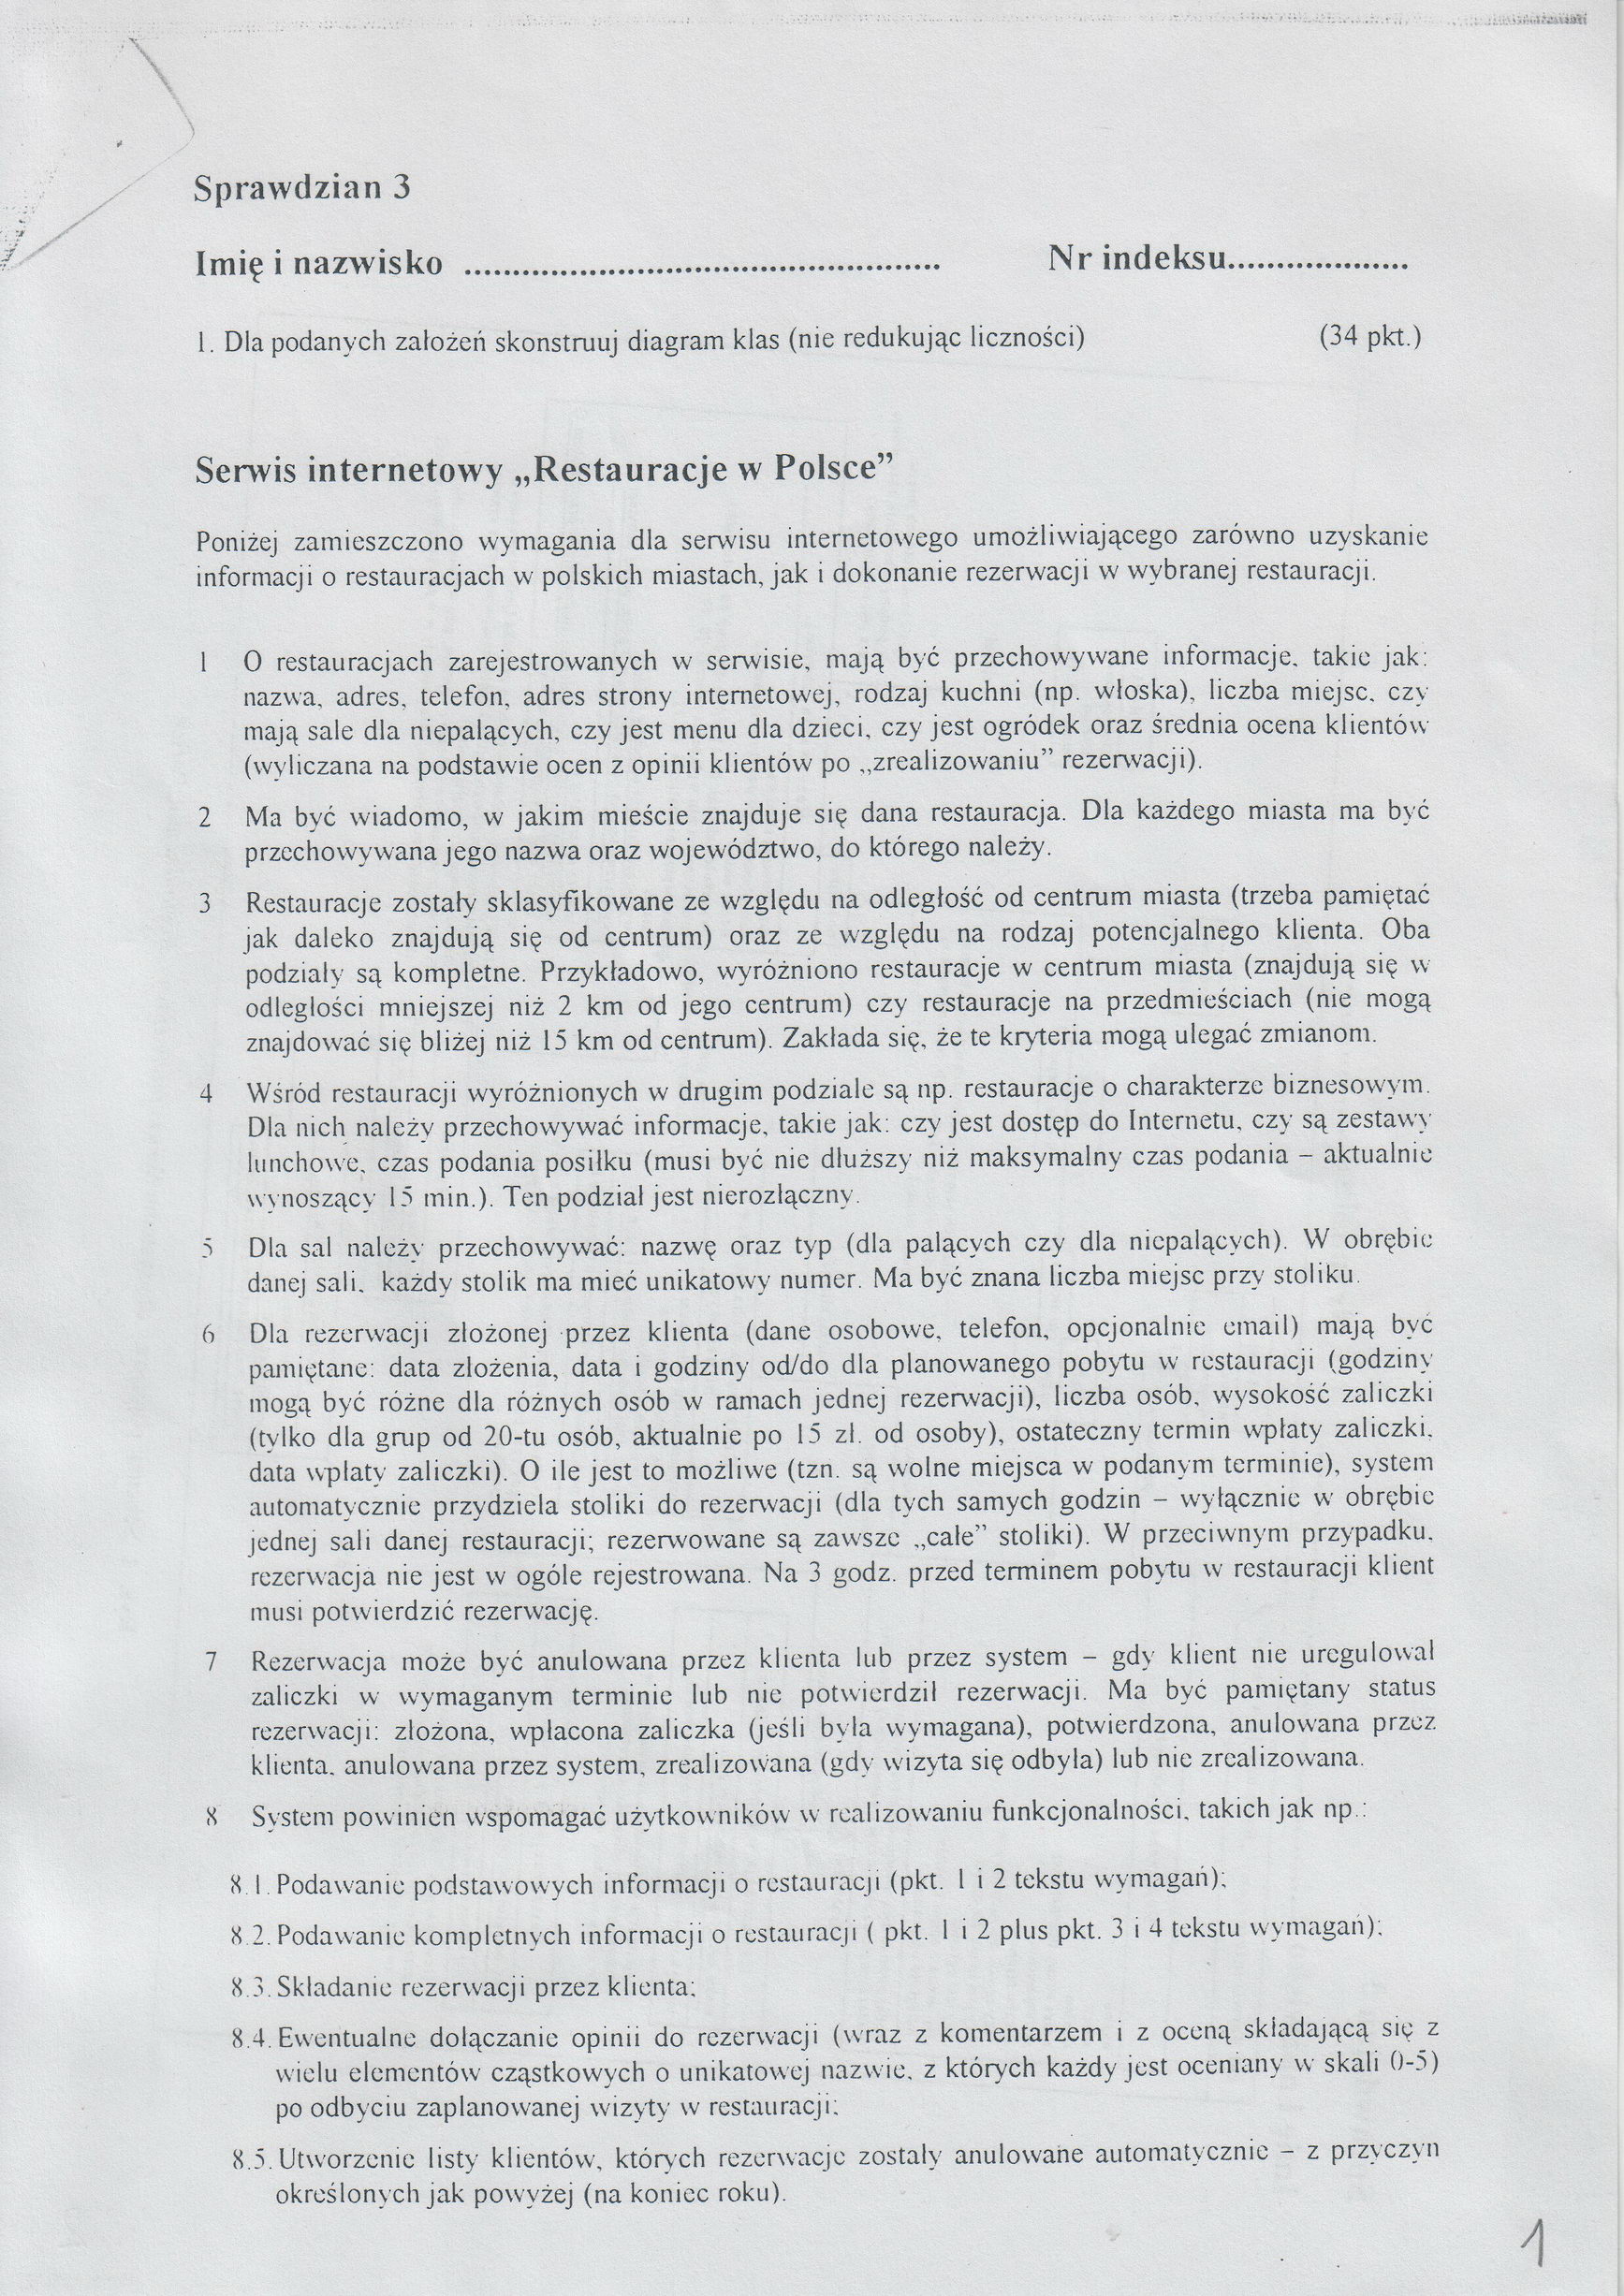 Sprawdzian 3
Imię i nazwisko ................................................ Nr indeksu....................
1. Dla podanych założeń skonstruuj diagram klas (nie redukując liczności) (34 pkt.)
Serwis internetowy „Restauracje w Polsce”
Poniżej zamieszczono wymagania dla serwisu internetowego umożliwiającego zarówno uzyskanie
informacji o restauracjach w polskich miastach, jak i dokonanie rezerwacji w wybranej restauracji.
1 O restauracjach zarejestrowanych w serwisie, mają być przechowywane informacje, takie jak:
nazwa, adres, telefon, adres strony internetowej, rodzaj kuchni (np. włoska), liczba miejsc, czy
mają sale dla niepalących, czy jest menu dla dzieci, czy jest ogródek oraz średnia ocena klientów
(wyliczana na podstawie ocen z opinii klientów po „zrealizowaniu” rezerwacji).
2 Ma być wiadomo, w jakim mieście znajduje się dana restauracja. Dla każdego miasta ma być
przechowywana jego nazwa oraz województwo, do którego należy.
3 Restauracje zostały sklasyfikowane ze względu na odległość od centrum miasta (trzeba pamiętać
jak daleko znajdują się od centrum) oraz ze względu na rodzaj potencjalnego klienta. Oba
podziały są kompletne. Przykładowo, wyróżniono restauracje w centrum miasta (znajdują się w
odległości mniejszej niż 2 km od jego centrum) czy restauracje na przedmieściach (nie mogą
znajdować się bliżej niż 15 km od centrum). Zakłada się, że te kryteria mogą ulegać zmianom.
4 Wśród restauracji wyróżnionych w drugim podziale są np. restauracje o charakterze biznesowym.
Dla nich należy przechowywać informacje, takie jak: czy jest dostęp do Internetu, czy są zestawy
lunchowe, czas podania posiłku (musi być nie dłuższy niż maksymalny czas podania – aktualnie
wynoszący 15 min.). Ten podział jest nierozłączny.
5 Dla sal należy przechowywać: nazwę oraz typ (dla palących czy dla niepalących). W obrębie
danej sali, każdy stolik ma mieć unikatowy numer. Ma być znana liczba miejsc przy stoliku.
6 Dla rezerwacji złożonej przez klienta (dane osobowe, telefon, opcjonalnie email) mają być
pamiętane: data złożenia, data i godziny od/do dla planowanego pobytu w restauracji (godziny
mogą być różne dla różnych osób w ramach jednej rezerwacji), liczba osób, wysokość zaliczki
(tylko dla grup od 20-tu osób, aktualnie po 15 zł. od osoby), ostateczny termin wpłaty zaliczki,
data wpłaty zaliczki). O ile jest to możliwe (tzn. są wolne miejsca w podanym terminie), system
automatycznie przydziela stoliki do rezerwacji (dla tych samych godzin – wyłącznie w obrębie
jednej sali danej restauracji; rezerwowane są zawsze „całe” stoliki). W przeciwnym przypadku,
rezerwacja nie jest w ogóle rejestrowana. Na 3 godz. przed terminem pobytu w restauracji klient
musi potwierdzić rezerwację.
7 Rezerwacja może być anulowana przez klienta lub przez system – gdy klient nie uregulował
zaliczki w wymaganym terminie lub nie potwierdził rezerwacji. Ma być pamiętany status
rezerwacji: złożona, wpłacona zaliczka (jeśli była wymagana), potwierdzona, anulowana przez
klienta, anulowana przez system, zrealizowana (gdy wizyta się odbyła) lub nie zrealizowana.
8 System powinien wspomagać użytkowników w realizowaniu funkcjonalności, takich jak np.:
8.1. Podawanie podstawowych informacji o restauracji (pkt. 1 i 2 tekstu wymagań);
8.2. Podawanie kompletnych informacji o restauracji ( pkt. 1 i 2 plus pkt. 3 i 4 tekstu wymagań);
8.3. Składanie rezerwacji przez klienta;
8.4. Ewentualne dołączanie opinii do rezerwacji (wraz z komentarzem i z oceną składającą się z
wielu elementów cząstkowych o unikatowej nazwie, z których każdy jest oceniany w skali 0-5)
po odbyciu zaplanowanej wizyty w restauracji;
8.5. Utworzenie listy klientów, których rezerwacje zostały anulowane automatycznie – z przyczyn
określonych jak powyżej (na koniec roku).
1